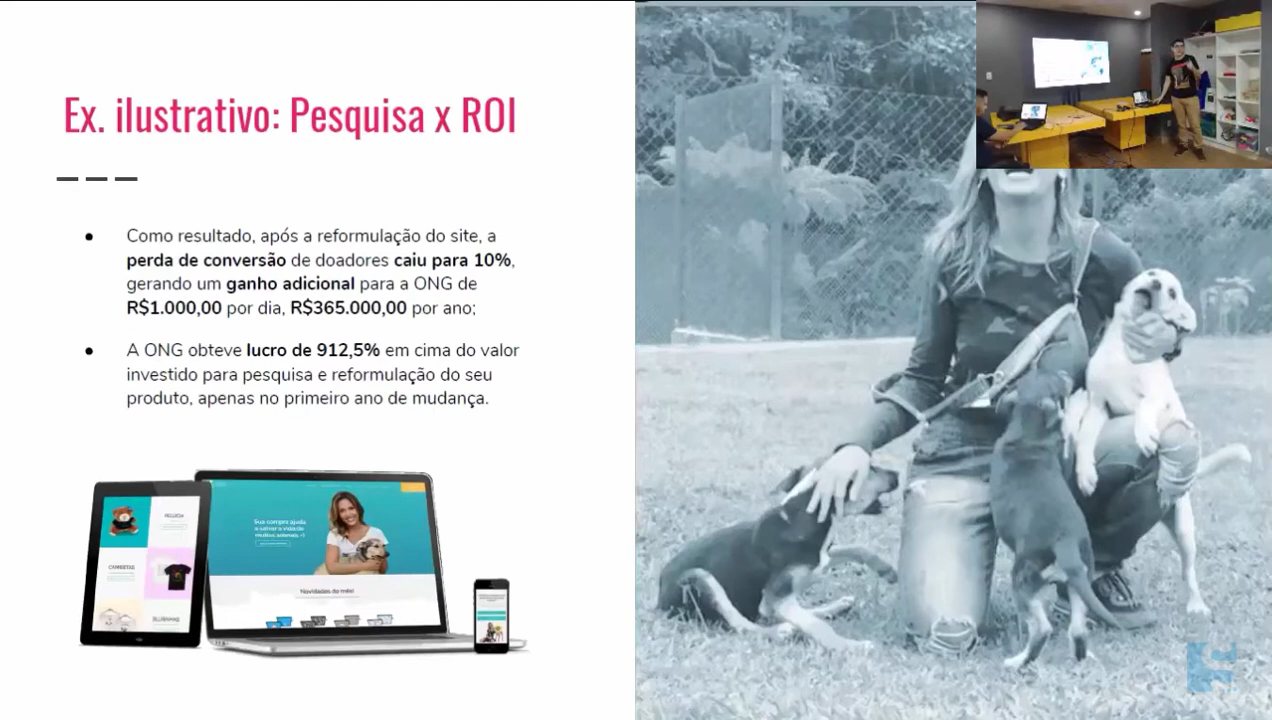 Ex. ilustrativo: Pesquisa x ROI
Como resultado, após a reformulação do site, a
perda de conversão de doadores caiu para 10%,
gerando um ganho adicional para a ONG de
R$1.000,00 por dia, R$365.000,00 por ano;
A ONG obteve lucro de 912,5% em cima do valor
investido para pesquisa e reformulação do seu
produto, apenas no primeiro ano de mudança.
Sua compra ajuda
a salvar a vida de
muitos animais :)
Novidades do mês!
PELÚCIA
CAMISETAS